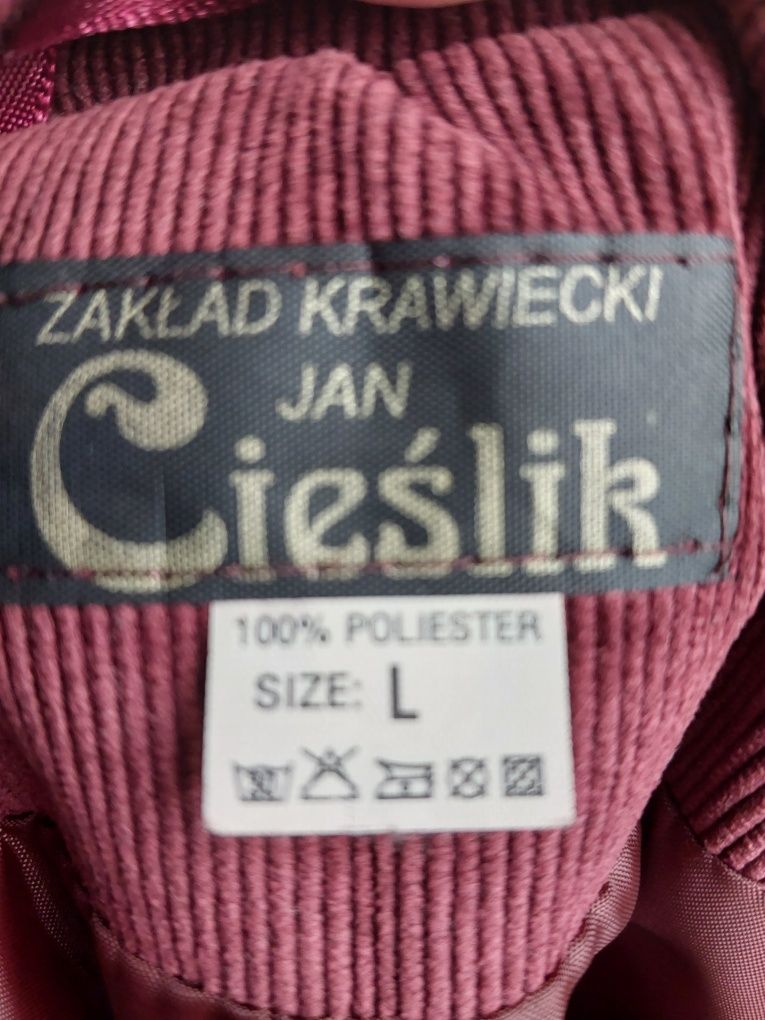 ZAKŁAD KRAWIECKI
JAN
Cieślik
100% POLIESTER
SIZE: L